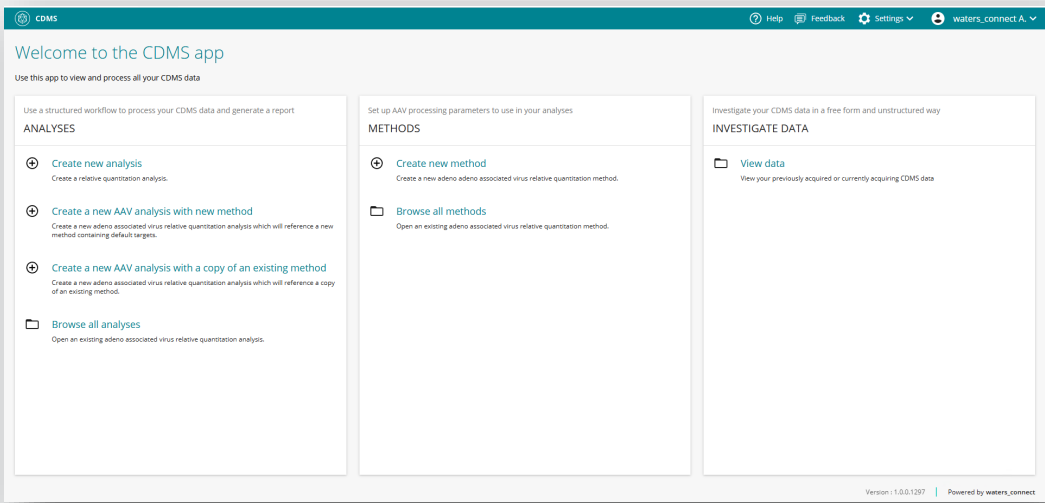 CDMS
Help
Feedback
Settings
waters_connect A.
Welcome to the CDMS app
Use this app to view and process all your CDMS data
Use a structured workflow to process your CDMS data and generate a report
ANALYSES
Create new analysis
Create a relative quantitation analysis.
Create a new AAV analysis with new method
Create a new adeno associated virus relative quantitation analysis which will reference a new
method containing default targets.
Create a new AAV analysis with a copy of an existing method
Create a new adeno associated virus relative quantitation analysis which will reference a copy
of an existing method.
Browse all analyses
Open an existing adeno associated virus relative quantitation analysis.
Set up AAV processing parameters to use in your analyses
METHODS
Create new method
Create a new adeno adeno associated virus relative quantitation method.
Browse all methods
Open an existing adeno associated virus relative quantitation method.
Investigate your CDMS data in a free form and unstructured way
INVESTIGATE DATA
View data
View your previously acquired or currently acquiring CDMS data
Version : 1.0.0.1297
Powered by waters_connect